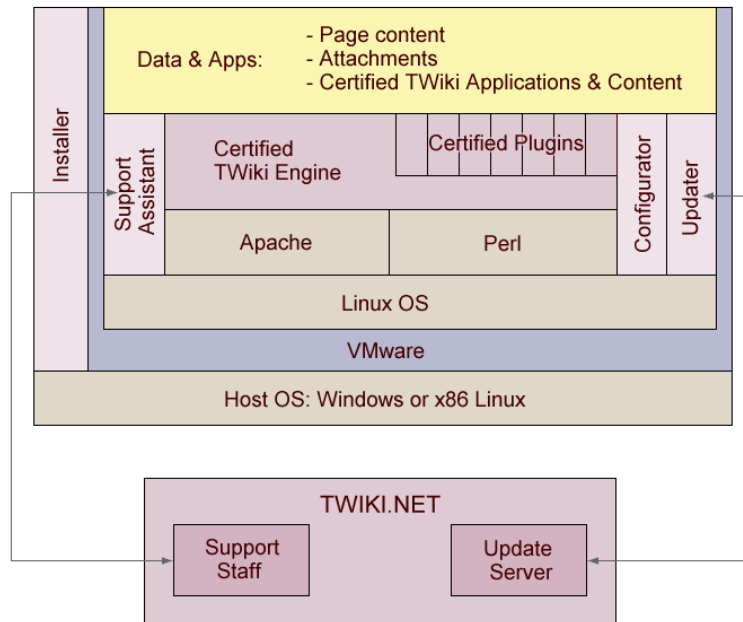 Data & Apps:
- Page content
- Attachments
- Certified TWiki Applications & Content
Installer
Support
Assistant
Certified
TWiki Engine
Certified Plugins
Configurator
Updater
Apache
Perl
Linux OS
VMware
Host OS: Windows or x86 Linux
TWIKI.NET
Support
Staff
Update
Server